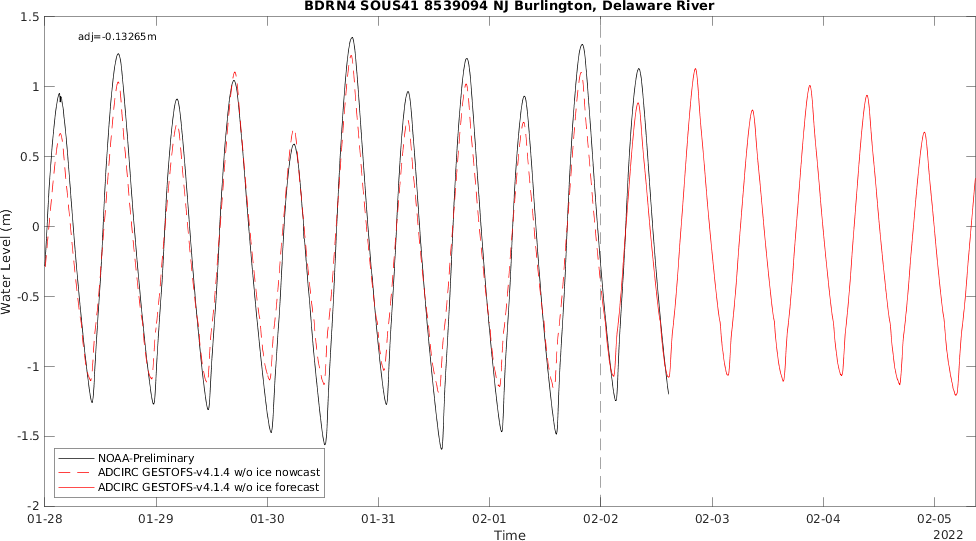 BDRN4 SOUS41 8539094 NJ Burlington, Delaware River
adj=-0.13265m
1.5
1
0.5
0
-0.5
-1
-1.5
-2
Water Level (m)
NOAA-Preliminary
ADCIRC GESTOFS-v4.1.4 w/o ice nowcast
ADCIRC GESTOFS-v4.1.4 w/o ice forecast
01-28 01-29 01-30 01-31 02-01 02-02 02-03 02-04 02-05
Time
2022